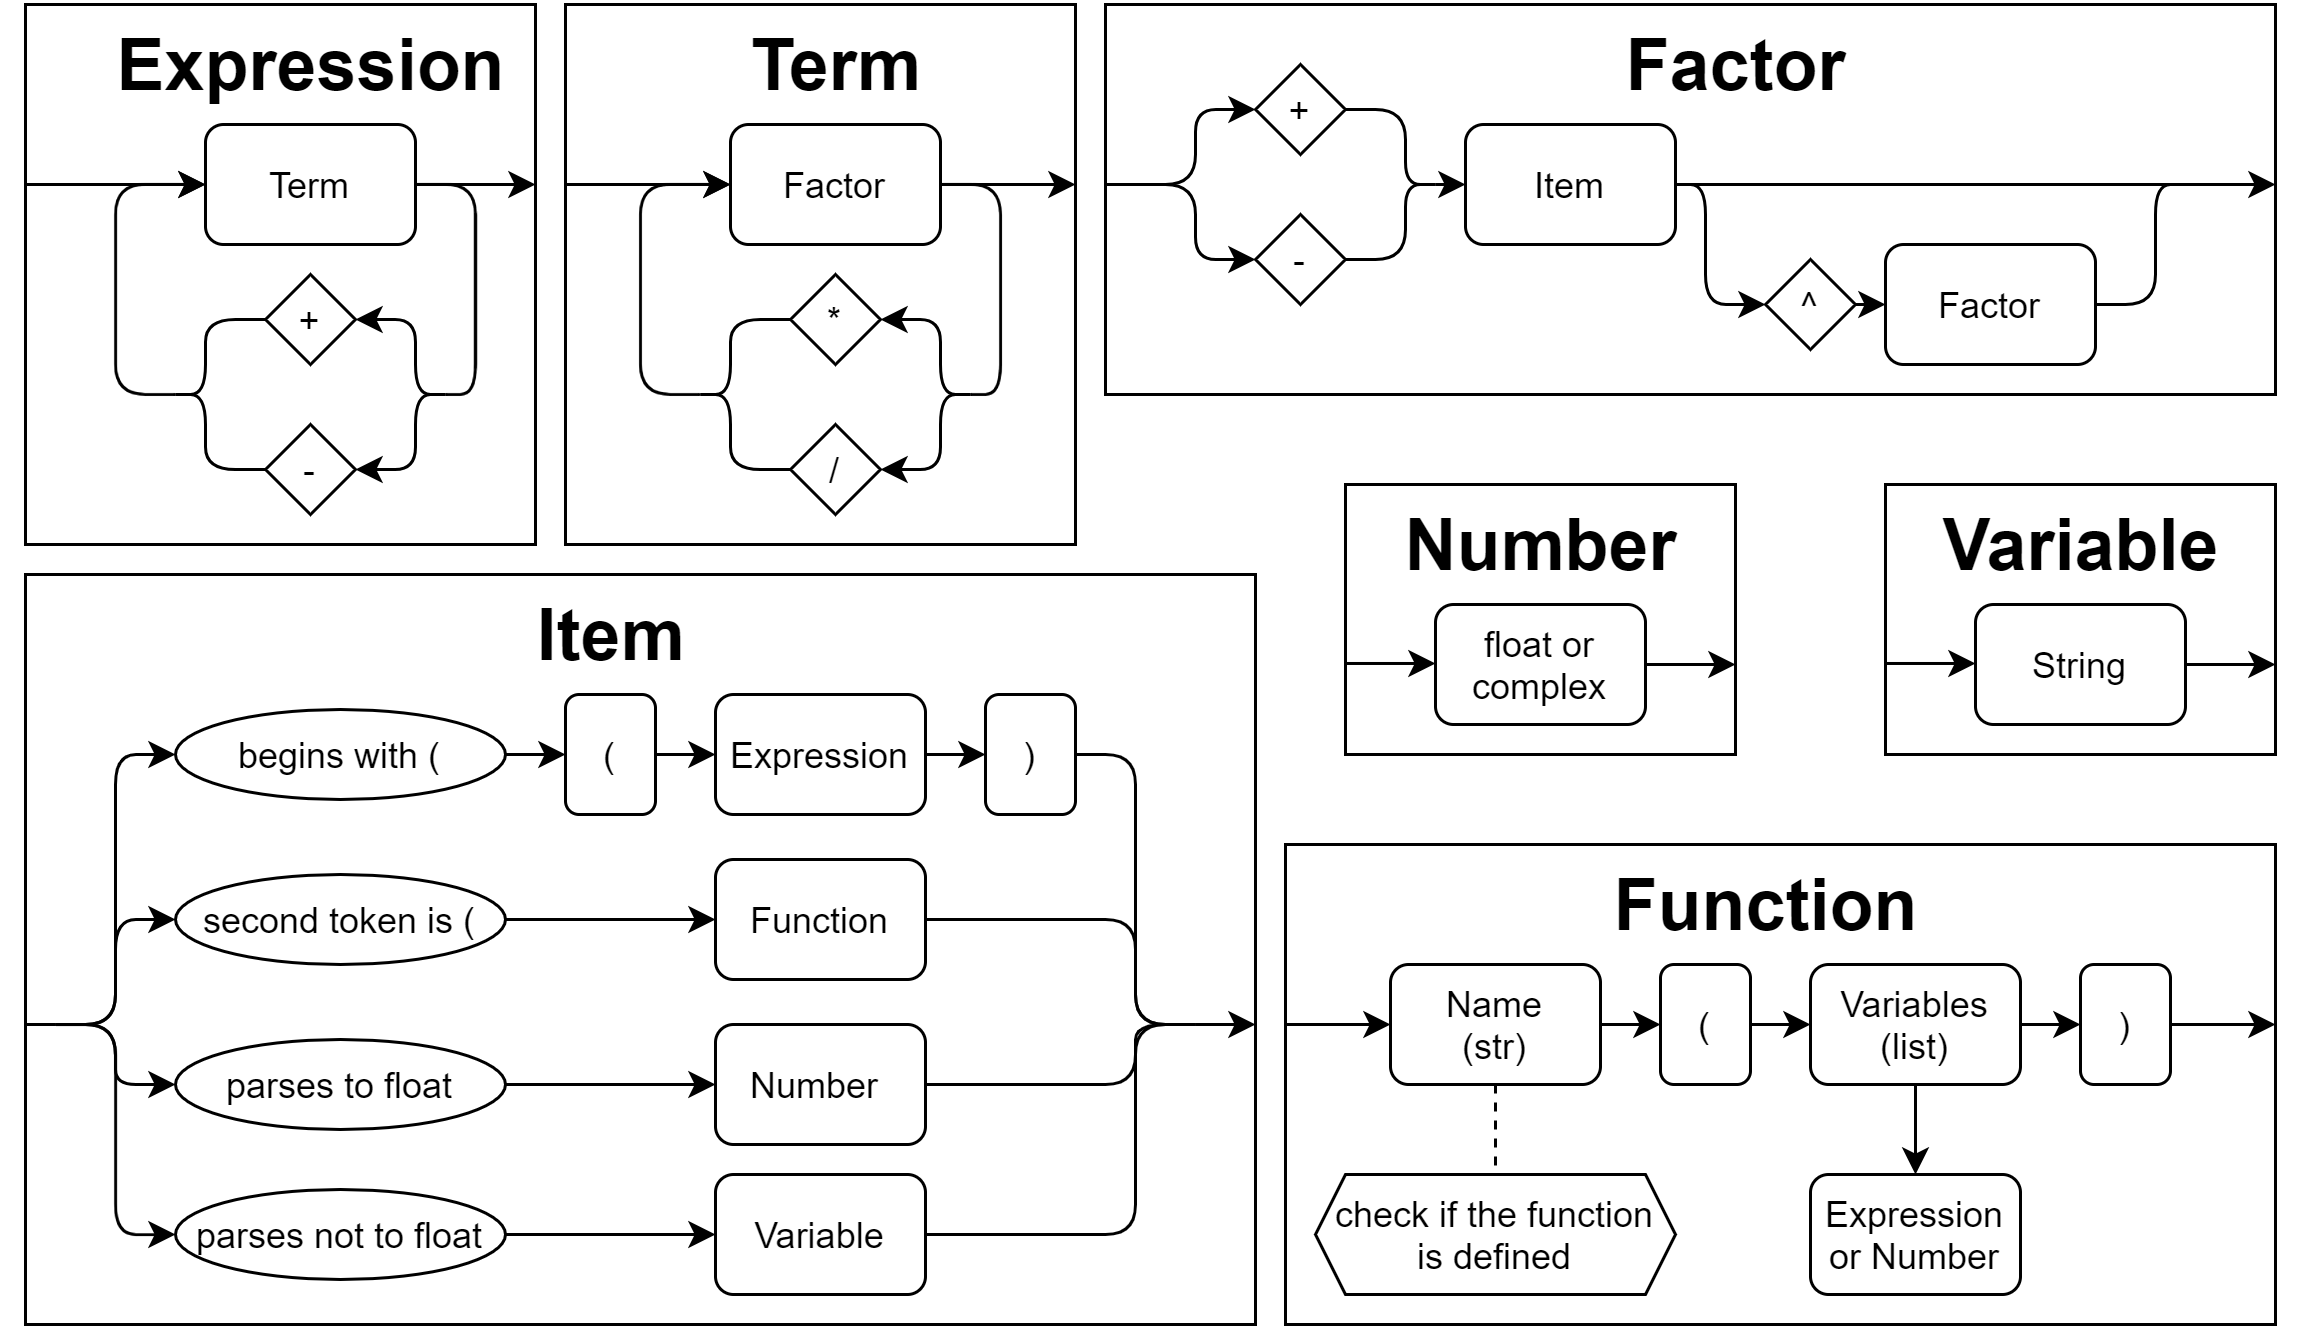 Expression
Term
+
-
Term
Factor
*
/
Factor
+
-
Item
^
Factor
Number
float or
complex
Variable
String
Item
begins with (
(
Expression
)
second token is (
Function
parses to float
Number
parses not to float
Variable
Function
Name
(str)
(
Variables
(list)
)
check if the function
is defined
Expression
or Number